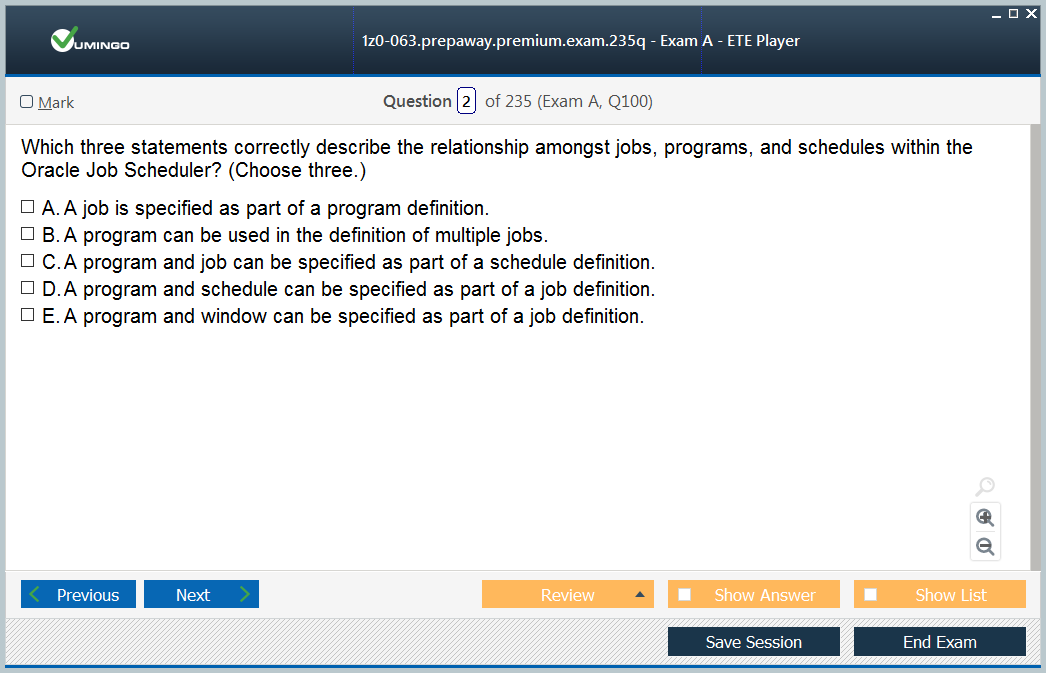 VUMINGO
1z0-063.prepaway.premium.exam.235q - Exam A - ETE Player
Mark
Question 2 of 235 (Exam A, Q100)
Which three statements correctly describe the relationship amongst jobs, programs, and schedules within the
Oracle Job Scheduler? (Choose three.)
A. A job is specified as part of a program definition.
B. A program can be used in the definition of multiple jobs.
C. A program and job can be specified as part of a schedule definition.
D. A program and schedule can be specified as part of a job definition.
E. A program and window can be specified as part of a job definition.
Previous
Next
Review
Show Answer
Show List
Save Session
End Exam